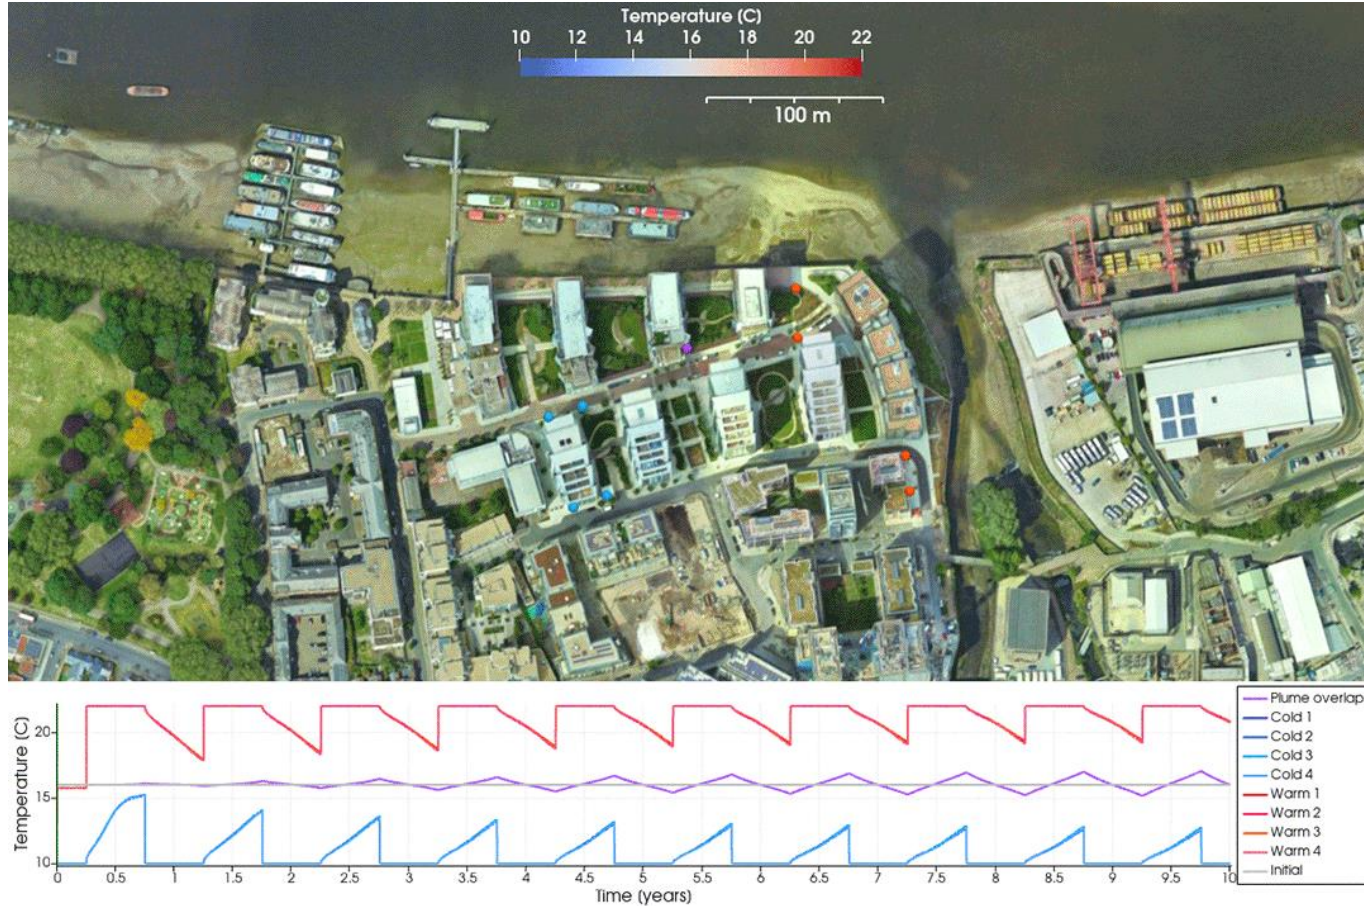 Temperature (C)
10 12 14 16 18 20 22
100 m
Temperature (C)
20
15
10
0 0.5 1 1.5 2 2.5 3 3.5 4 4.5 5 5.5 6 6.5 7 7.5 8 8.5 9 9.5 10
Time (years)
Plume overlap
Cold 1
Cold 2
Cold 3
Cold 4
Warm 1
Warm 2
Warm 3
Warm 4
Initial